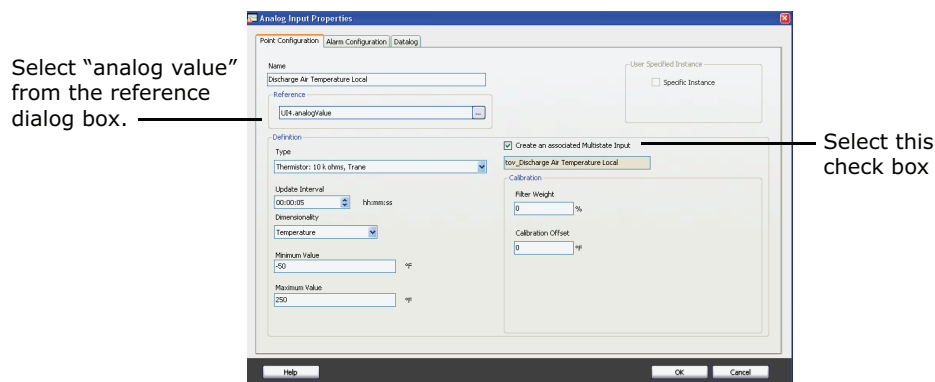 Analog Input Properties
Point Configuration
Alarm Configuration
Datalog
Name
Discharge Air Temperature Local
User Specified Instance
Specific Instance
Select “analog value”
from the reference
dialog box.
Reference
UI4.analogValue
...
Definition
Type
Thermistor: 10 k ohms, Trane
Create an associated Multistate Input
tov_Discharge Air Temperature Local
Select this
check box
Update Interval
00:00:05
hh:mm:ss
Dimensionality
Temperature
Minimum Value
-50
°F
Maximum Value
250
°F
Calibration
Filter Weight
0
%
Calibration Offset
0
°F
Help
OK
Cancel